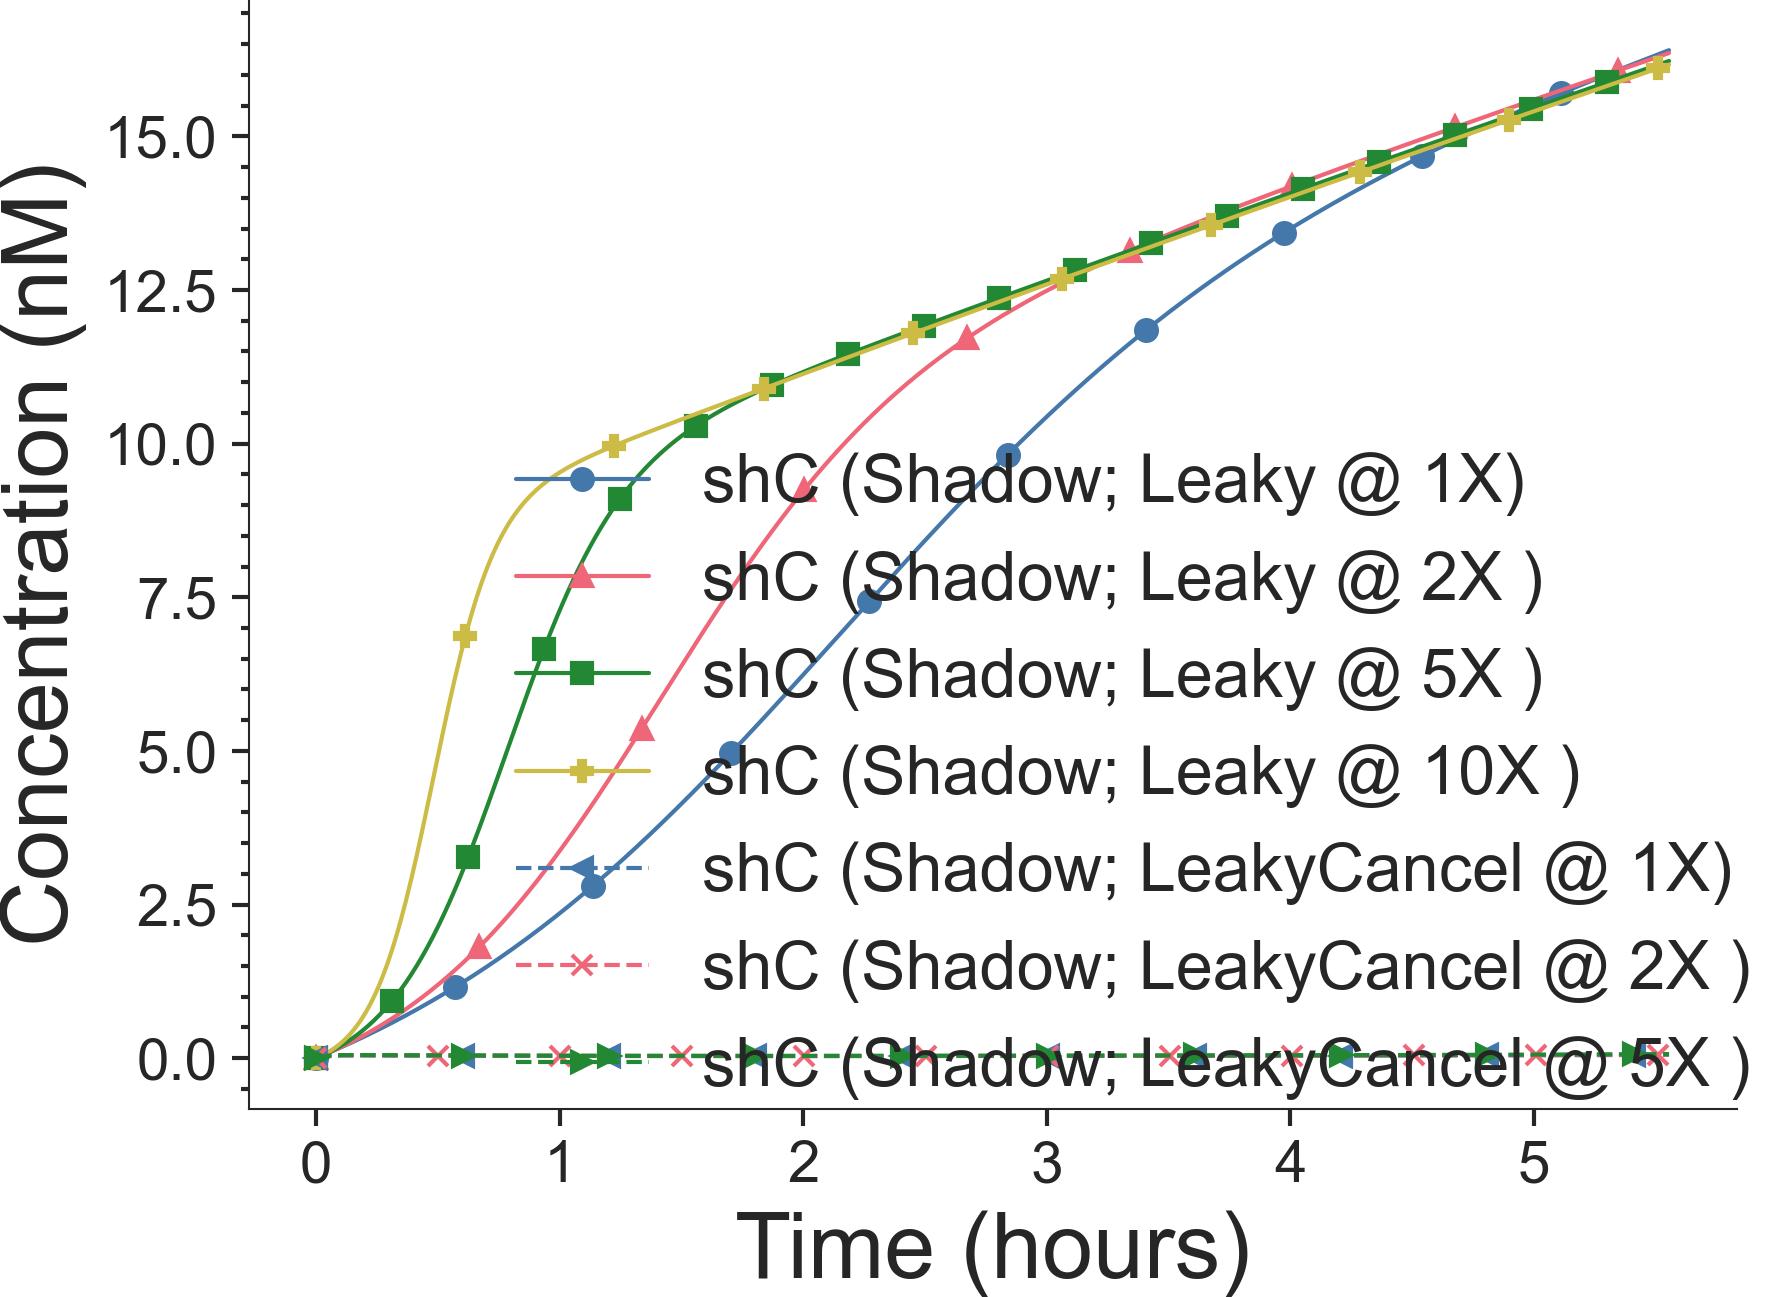 Concentration (nM)
15.0
12.5
10.0
7.5
5.0
2.5
0.0
shC (Shadow; Leaky @ 1X)
shC (Shadow; Leaky @ 2X )
shC (Shadow; Leaky @ 5X )
shC (Shadow; Leaky @ 10X )
shC (Shadow; LeakyCancel @ 1X)
shC (Shadow; LeakyCancel @ 2X )
shC (Shadow; LeakyCancel @ 5X )
0 1 2 3 4 5
Time (hours)